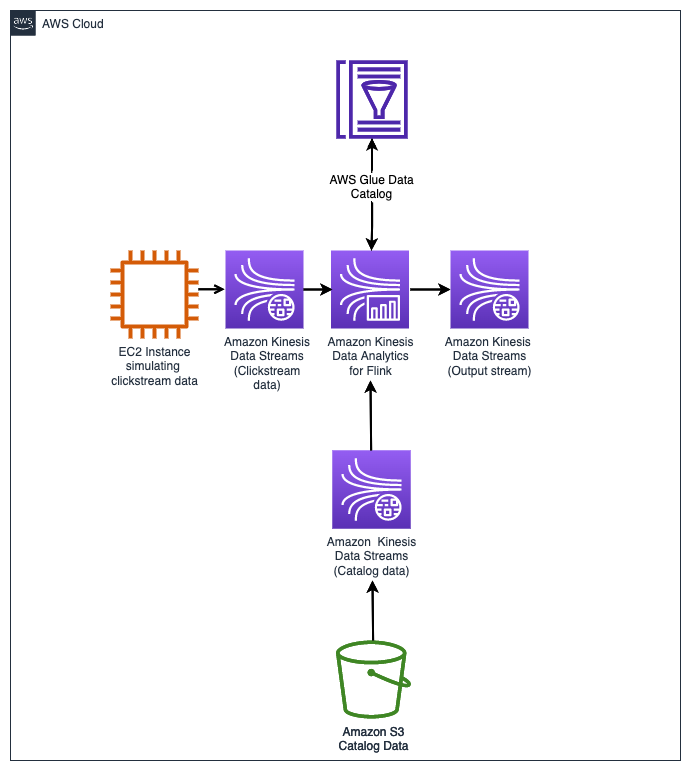 aws
AWS Cloud
AWS Glue Data
Catalog
EC2 Instance
simulating
clickstream data
Amazon Kinesis
Data Streams
(Clickstream
data)
Amazon Kinesis
Data Analytics
for Flink
Amazon Kinesis
Data Streams
(Output stream)
Amazon  Kinesis
Data Streams
(Catalog data)
Amazon S3
Catalog Data